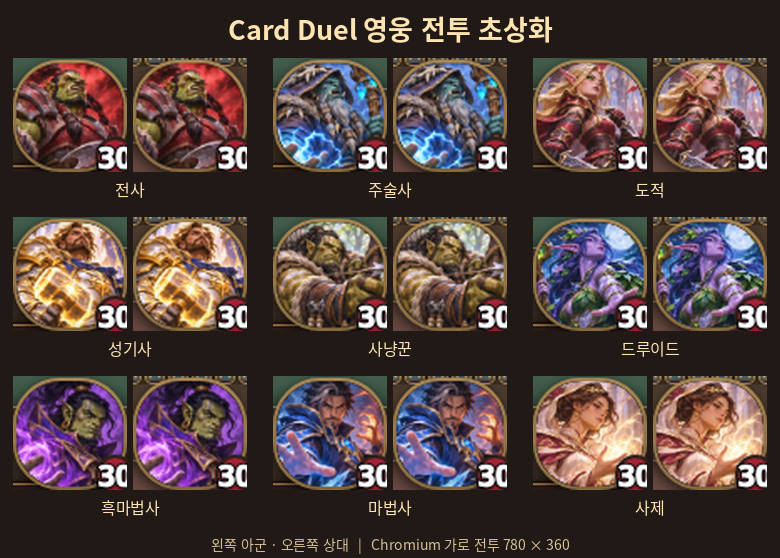 Card Duel 영웅 전투 초상화
30 30 30 30 30 30
전사 주술사 도적
30 30 30 30 30 30
성기사 사냥꾼 드루이드
30 30 30 30 30 30
흑마법사 마법사 사제
왼쪽 아군 · 오른쪽 상대 | Chromium 가로 전투 780 × 360